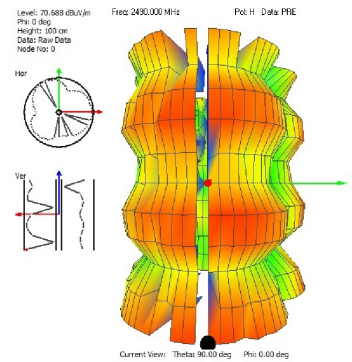 Level: 70.688 dBuV/m
Phi: 0 deg
Height: 100 cm
Data: Raw Data
Node No: 0
Freq: 2490.000 MHz
Pol: H
Data: PRE
Hor
Ver
Current View: Theta: 90.00 deg Phi: 0.00 deg